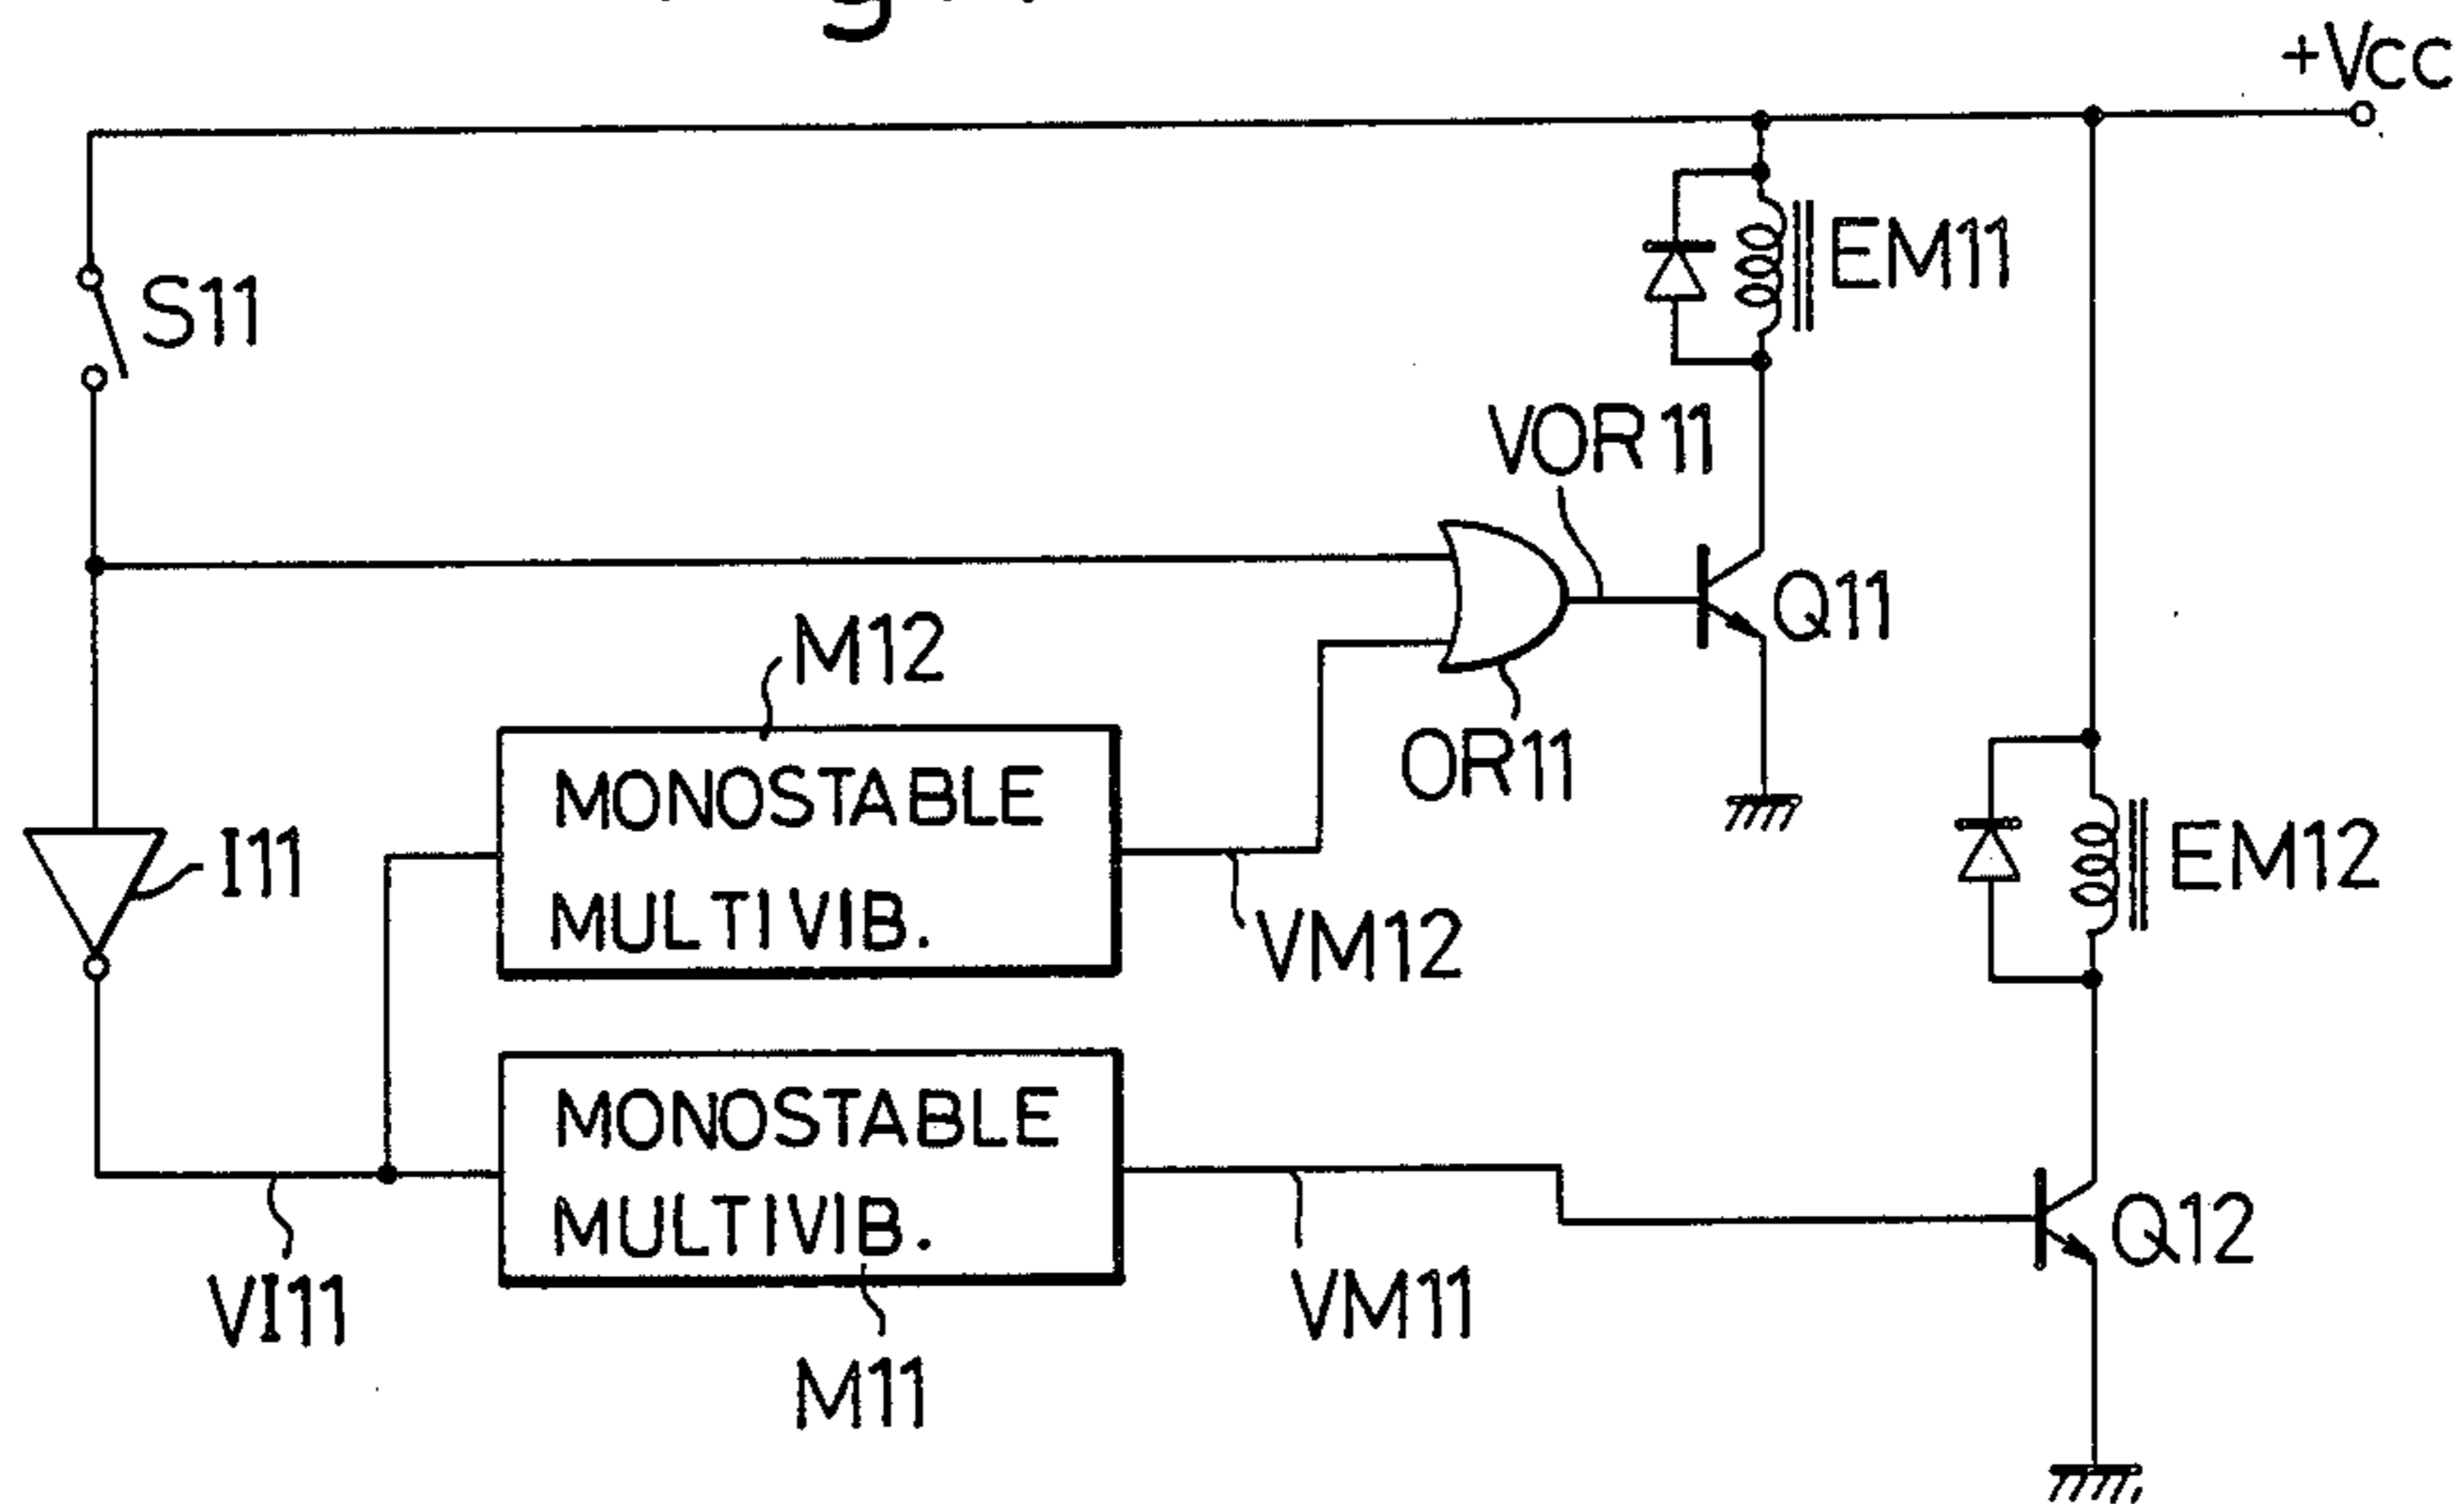 +VCC
S11
EM11
VOR11
Q11
M12
OR11
MONOSTABLE
MULTIVIB.
I11
EM12
VM12
MONOSTABLE
MULTIVIB.
Q12
VI11
VM11
M11